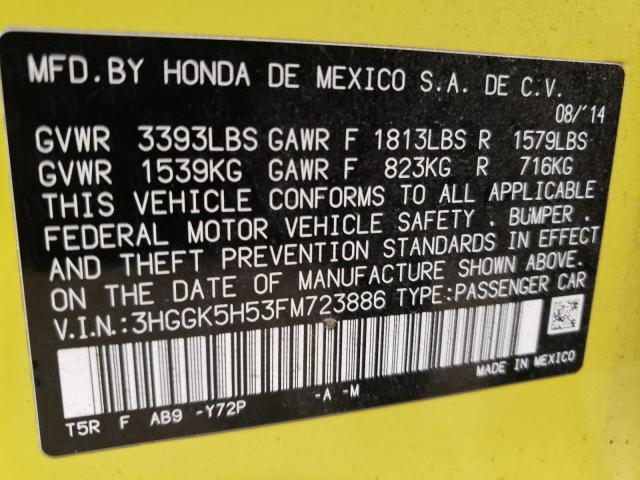 MFD.BY HONDA DE MEXICO S.A. DE C.V.
08/'14
GVWR 3393LBS GAWR F 1813LBS R 1579LBS
GVWR 1539KG GAWR F 823KG R 716KG
THIS VEHICLE CONFORMS TO ALL APPLICABLE
FEDERAL MOTOR VEHICLE SAFETY . BUMPER .
AND THEFT PREVENTION STANDARDS IN EFFECT
ON THE DATE OF MANUFACTURE SHOWN ABOVE.
V.I.N.:3HGGK5H53FM723886 TYPE:PASSENGER CAR
MADE IN MEXICO
T5R F AB9 -Y72P -A -M